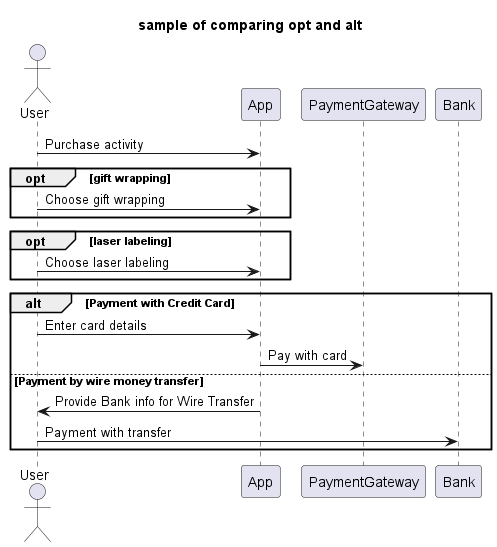 sample of comparing opt and alt
User
App
PaymentGateway
Bank
Purchase activity
opt [gift wrapping]
Choose gift wrapping
opt [laser labeling]
Choose laser labeling
alt [Payment with Credit Card]
Enter card details
Pay with card
[Payment by wire money transfer]
Provide Bank info for Wire Transfer
Payment with transfer
User
App
PaymentGateway
Bank